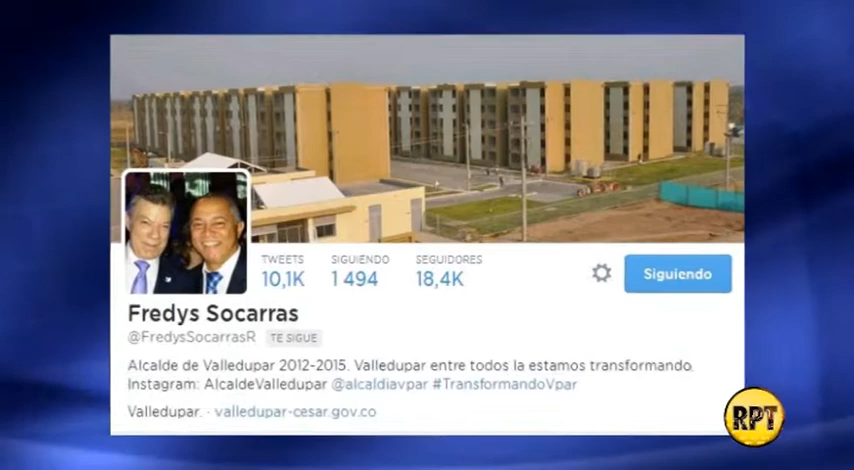 TWEETS SIGUIENDO SEGUIDORES
10,1K 1 494 18,4K
Siguiendo
Fredys Socarras
@FredysSocarrasR TE SIGUE
Alcalde de Valledupar 2012-2015. Valledupar entre todos la estamos transformando.
Instagram: AlcaldeValledupar @alcaldiavpar #TransformandoVpar
Valledupar. · valledupar-cesar.gov.co
RPT